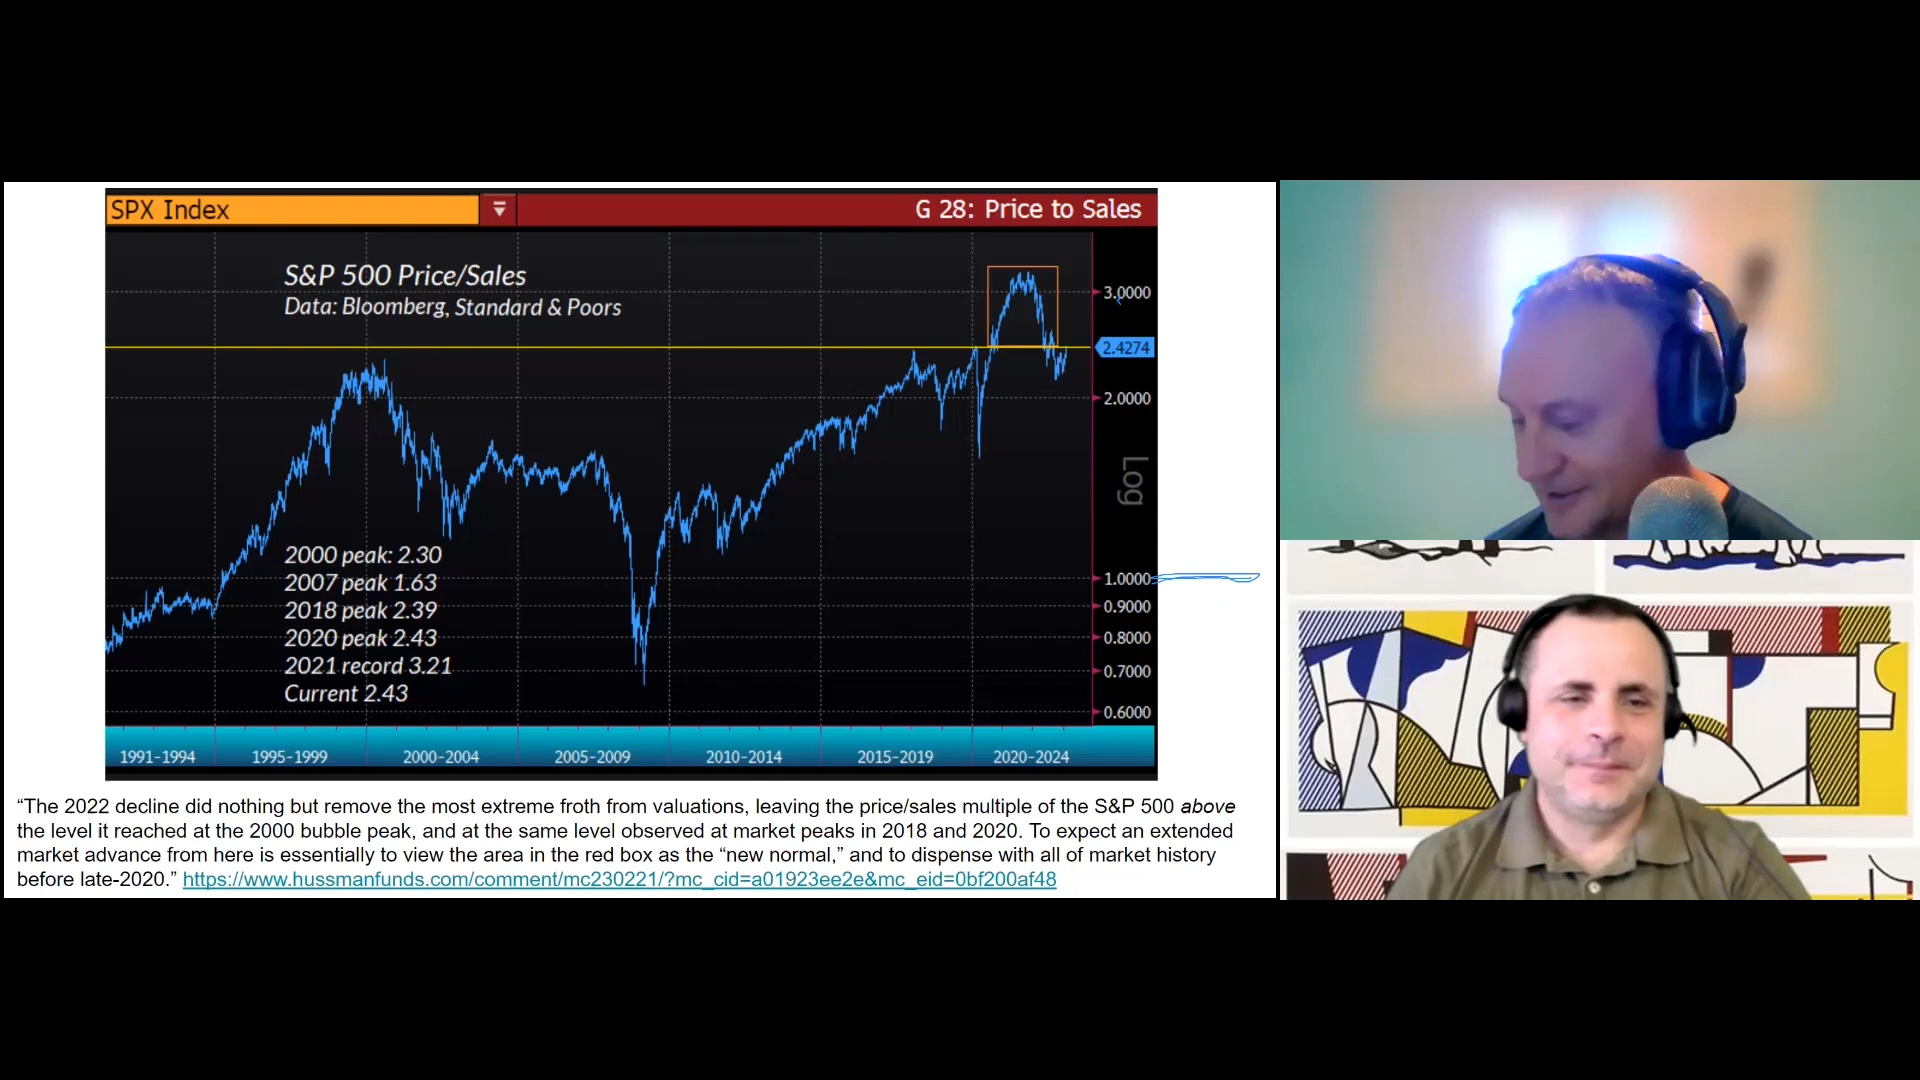 SPX Index
G 28: Price to Sales
S&P 500 Price/Sales
Data: Bloomberg, Standard & Poors
3.0000
2.4274
2.0000
Log
1.0000
0.9000
0.8000
0.7000
0.6000
2000 peak: 2.30
2007 peak 1.63
2018 peak 2.39
2020 peak 2.43
2021 record 3.21
Current 2.43
1991-1994 1995-1999 2000-2004 2005-2009 2010-2014 2015-2019 2020-2024
“The 2022 decline did nothing but remove the most extreme froth from valuations, leaving the price/sales multiple of the S&P 500 above
the level it reached at the 2000 bubble peak, and at the same level observed at market peaks in 2018 and 2020. To expect an extended
market advance from here is essentially to view the area in the red box as the “new normal,” and to dispense with all of market history
before late-2020.” https://www.hussmanfunds.com/comment/mc230221/?mc_cid=a01923ee2e&mc_eid=0bf200af48